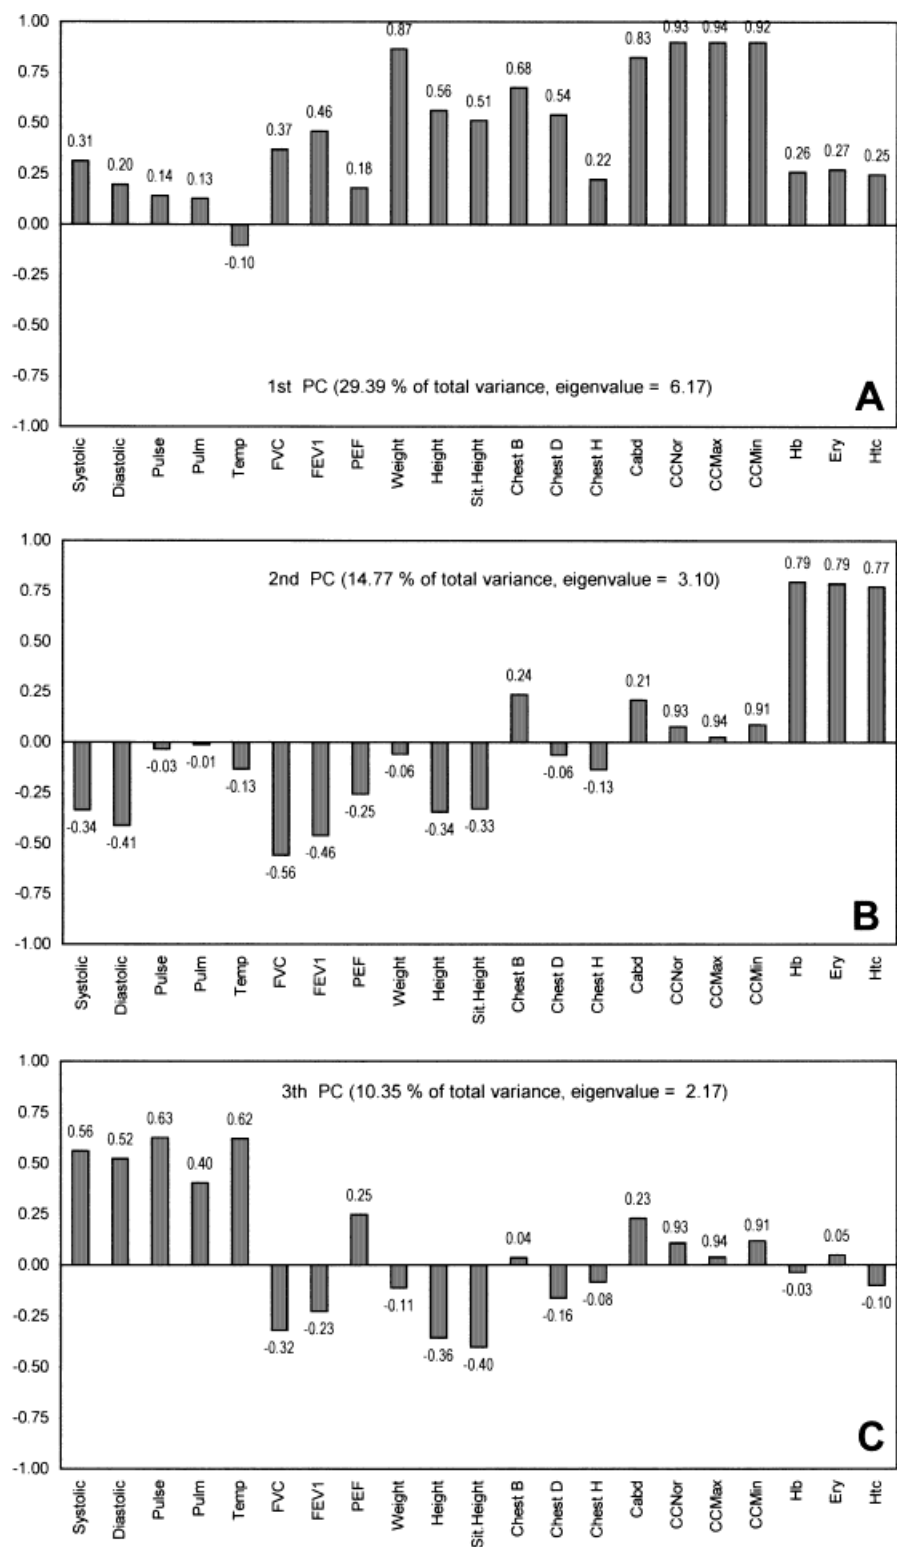 1.00
0.75
0.50
0.25
0.00
-0.25
-0.50
-0.75
-1.00
0.31
0.20
0.14
0.13
-0.10
0.37
0.46
0.18
0.87
0.56
0.51
0.68
0.54
0.22
0.83
0.93
0.94
0.92
0.26
0.27
0.25
1st PC (29.39 % of total variance, eigenvalue = 6.17)
A
Systolic
Diastolic
Pulse
Pulm
Temp
FVC
FEV1
PEF
Weight
Height
Sit.Height
Chest B
Chest D
Chest H
Cabd
CCNor
CCMax
CCMin
Hb
Ery
Htc
1.00
0.75
0.50
0.25
0.00
-0.25
-0.50
-0.75
-1.00
2nd PC (14.77 % of total variance, eigenvalue = 3.10)
-0.34
-0.41
-0.03
-0.01
-0.13
-0.56
-0.46
-0.25
-0.06
-0.34
-0.33
0.24
-0.06
-0.13
0.21
0.93
0.94
0.91
0.79
0.79
0.77
B
Systolic
Diastolic
Pulse
Pulm
Temp
FVC
FEV1
PEF
Weight
Height
Sit.Height
Chest B
Chest D
Chest H
Cabd
CCNor
CCMax
CCMin
Hb
Ery
Htc
1.00
0.75
0.50
0.25
0.00
-0.25
-0.50
-0.75
-1.00
3th PC (10.35 % of total variance, eigenvalue = 2.17)
0.56
0.52
0.63
0.40
0.62
-0.32
-0.23
0.25
-0.11
-0.36
-0.40
0.04
-0.16
-0.08
0.23
0.93
0.94
0.91
-0.03
0.05
-0.10
C
Systolic
Diastolic
Pulse
Pulm
Temp
FVC
FEV1
PEF
Weight
Height
Sit.Height
Chest B
Chest D
Chest H
Cabd
CCNor
CCMax
CCMin
Hb
Ery
Htc